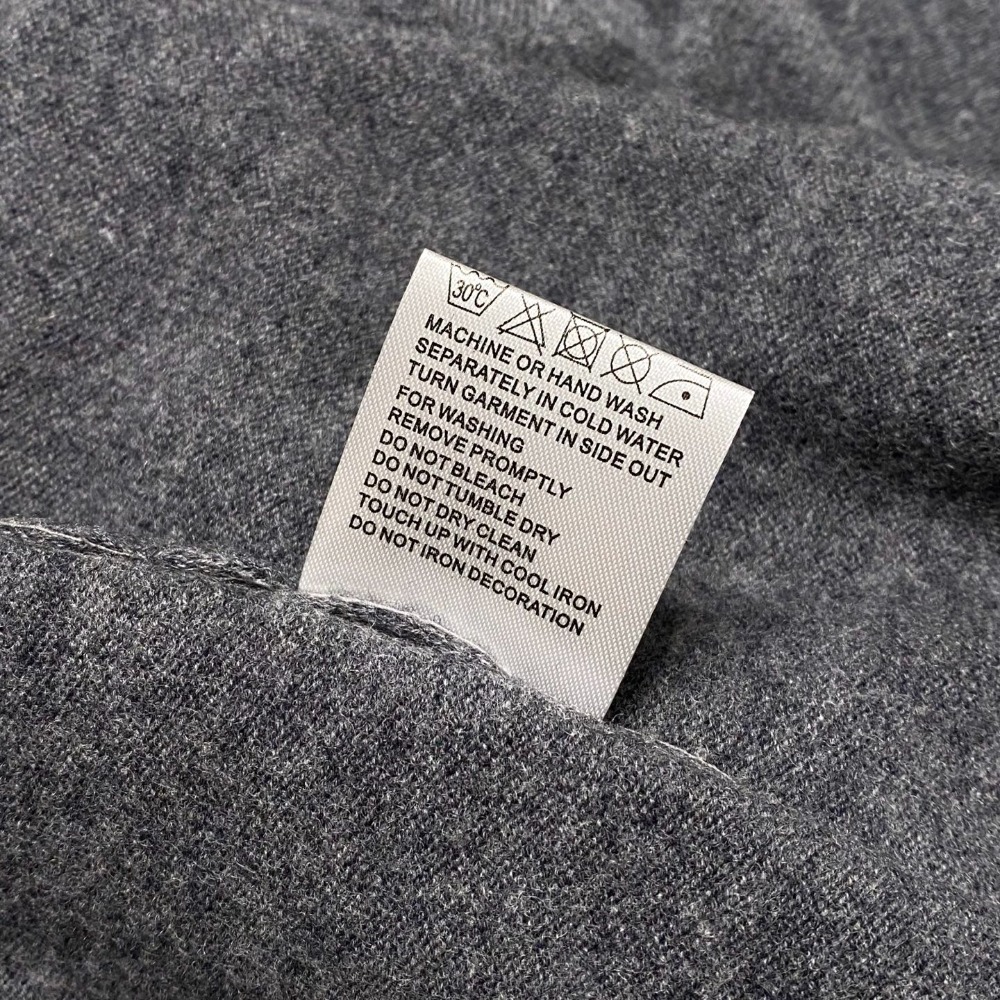 30°C
MACHINE OR HAND WASH
SEPARATELY IN COLD WATER
TURN GARMENT IN SIDE OUT
FOR WASHING
REMOVE PROMPTLY
DO NOT BLEACH
DO NOT TUMBLE DRY
DO NOT DRY CLEAN
TOUCH UP WITH COOL IRON
DO NOT IRON DECORATION